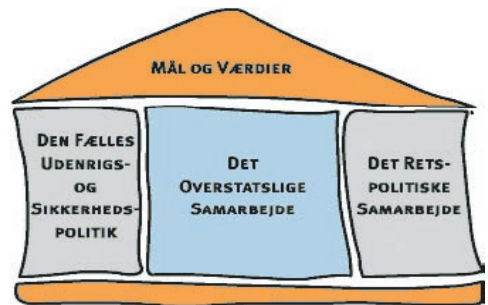 MÅL OG VÆRDIER
DEN FÆLLES
UDENRIGS-
OG
SIKKERHEDS-
POLITIK
DET
OVERSTATSLIGE
SAMARBEJDE
DET RETS-
POLITISKE
SAMARBEJDE